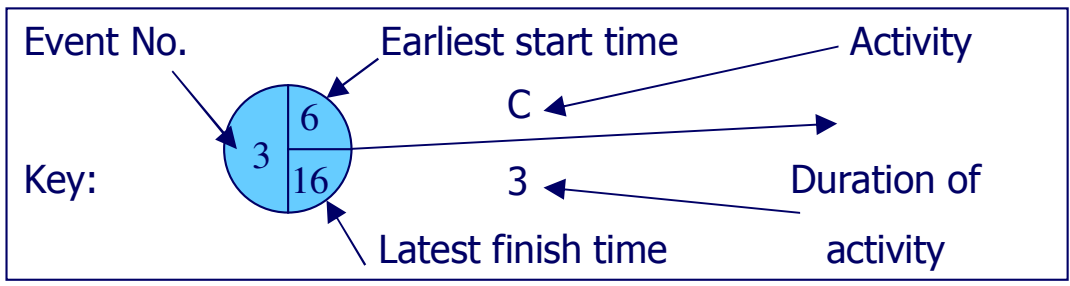 Event No.
Earliest start time
Activity
6
C
3
Key:
16
3
Duration of
activity
Latest finish time